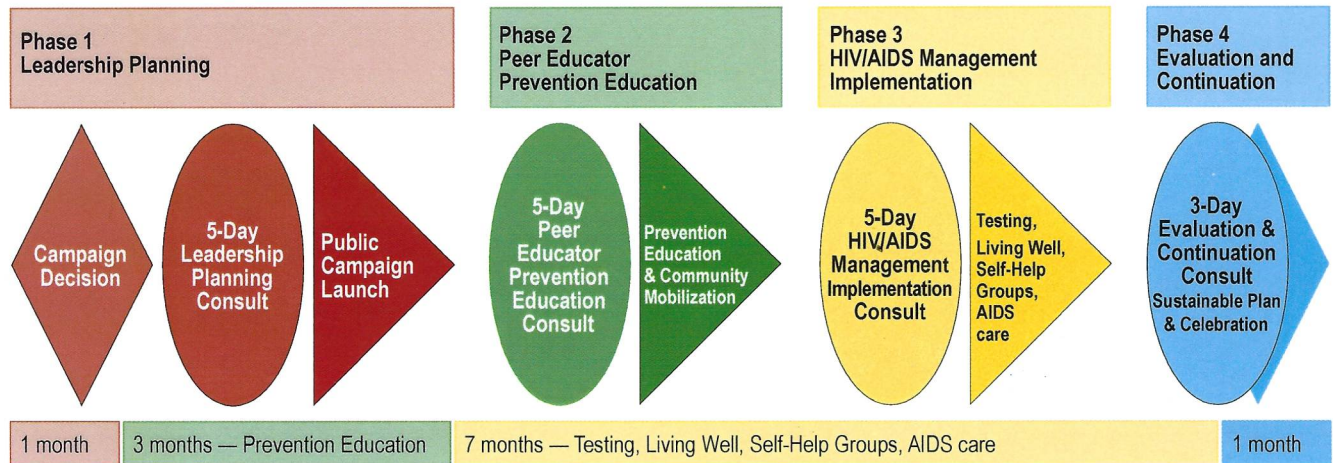 Phase 1
Leadership Planning
Phase 2
Peer Educator
Prevention Education
Phase 3
HIV/AIDS Management
Implementation
Phase 4
Evaluation and
Continuation
Campaign
Decision
5-Day
Leadership
Planning
Consult
Public
Campaign
Launch
5-Day
Peer
Educator
Prevention
Education
Consult
Prevention
Education
& Community
Mobilization
5-Day
HIV/AIDS
Management
Implementation
Consult
Testing,
Living Well,
Self-Help
Groups,
AIDS
care
3-Day
Evaluation &
Continuation
Consult
Sustainable Plan
& Celebration
1 month
3 months — Prevention Education
7 months — Testing, Living Well, Self-Help Groups, AIDS care
1 month